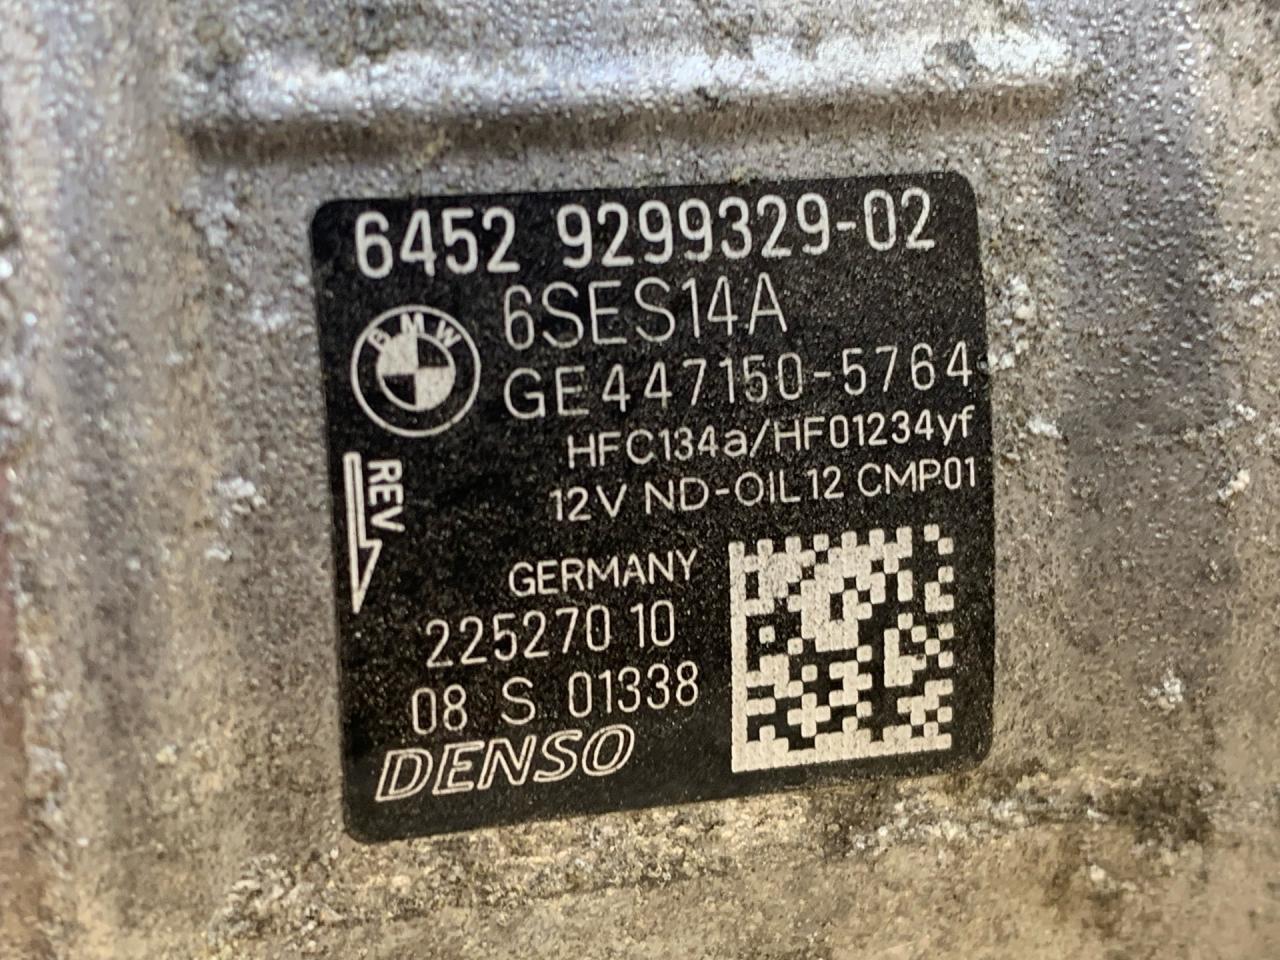 6452 9299329-02
BMW
6SES14A
GE447150-5764
HFC134a/HFO1234yf
12V ND-OIL12 CMP01
REV
GERMANY
225270 10
08 S 01338
DENSO